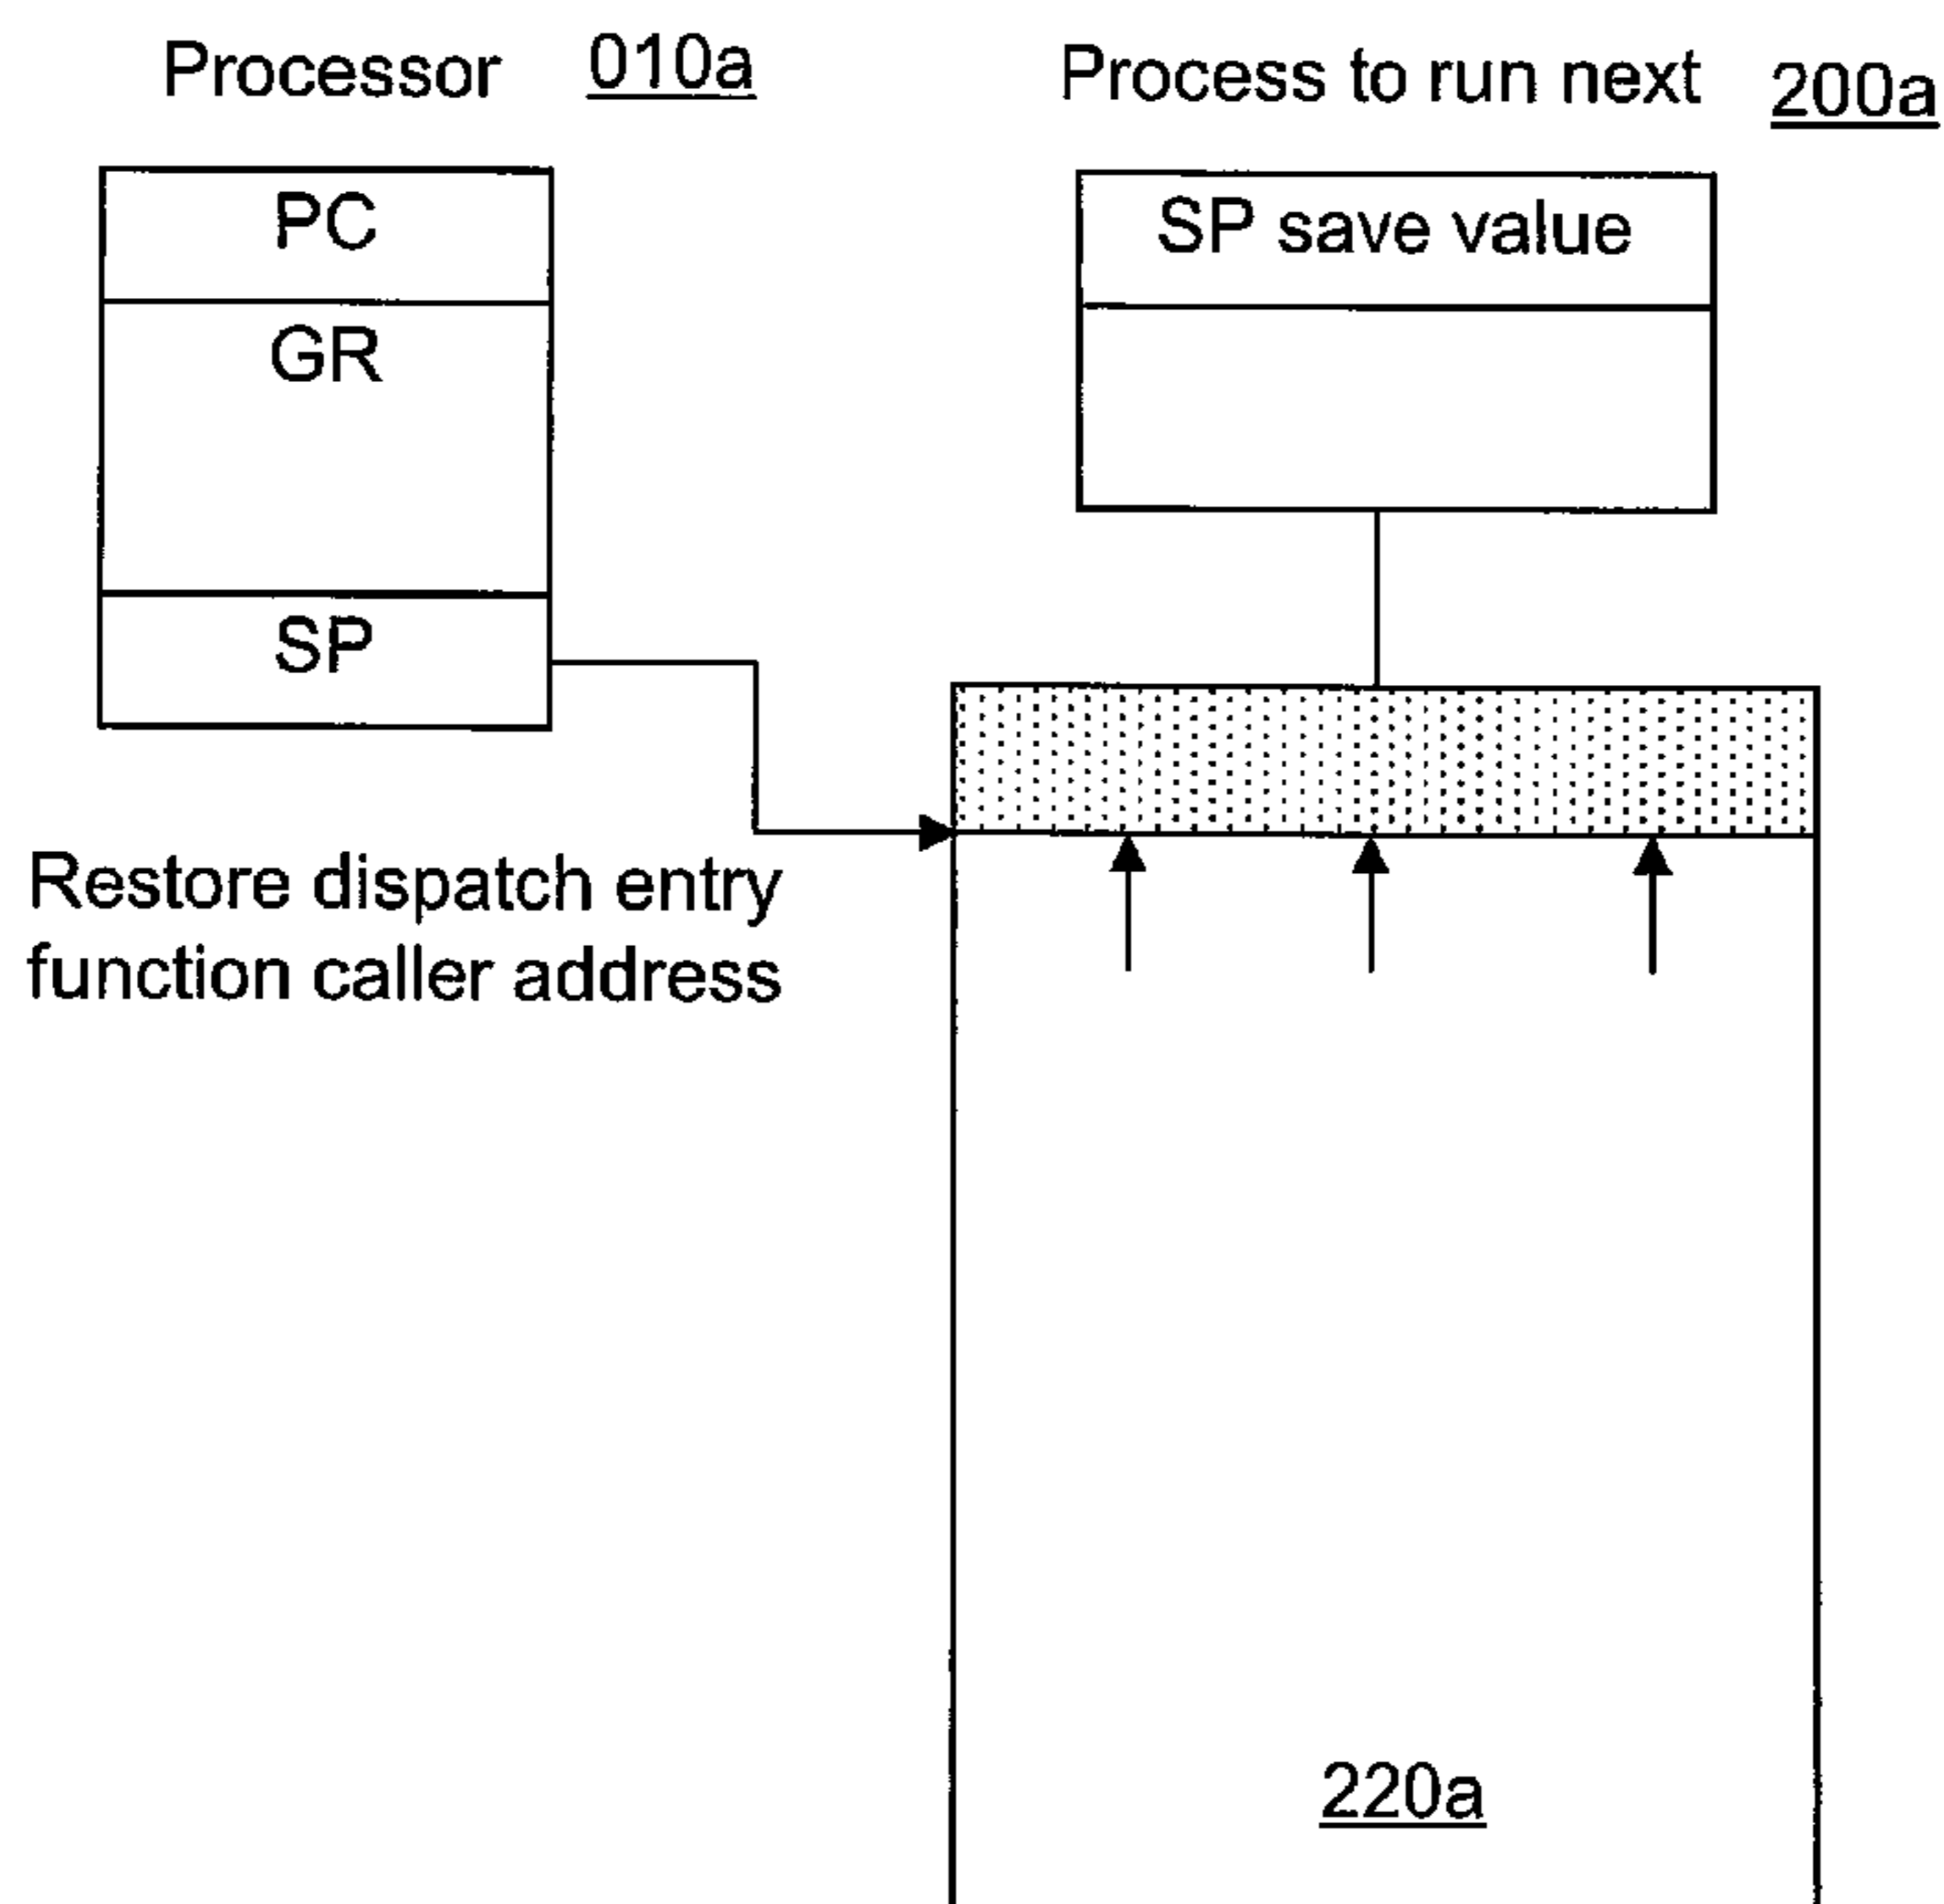 Processor 010a
Process to run next 200a
PC
GR
SP
SP save value
Restore dispatch entry
function caller address
220a